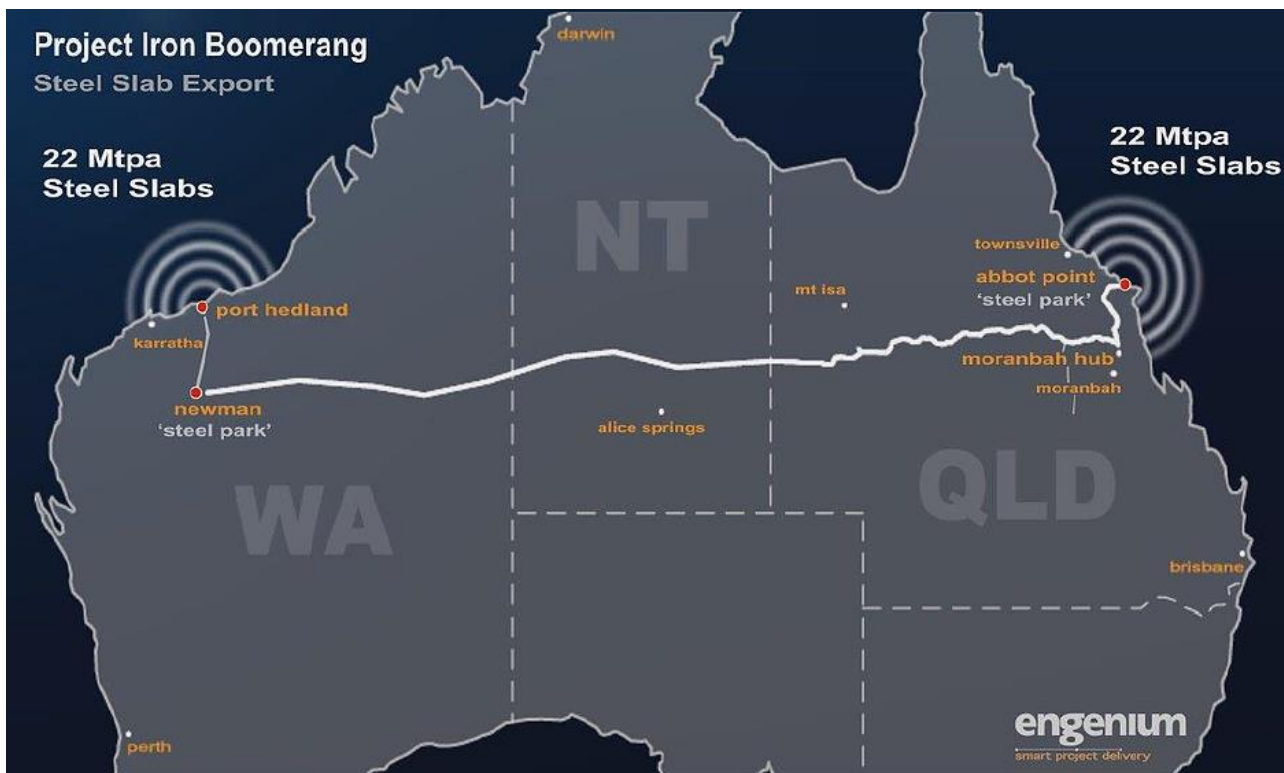 Project Iron Boomerang
Steel Slab Export
darwin
22 Mtpa
Steel Slabs
22 Mtpa
Steel Slabs
NT
townsville
abbot point
'steel park'
mt isa
port hedland
karratha
moranbah hub
moranbah
newman
'steel park'
alice springs
WA
QLD
brisbane
perth
engenium
smart project delivery